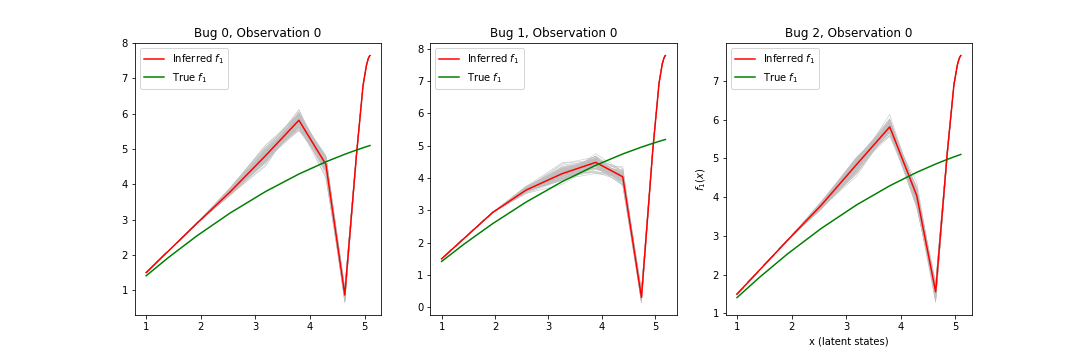 Bug 0, Observation 0
Inferred f₁
True f₁
8
7
6
5
4
3
2
1
1 2 3 4 5
Bug 1, Observation 0
Inferred f₁
True f₁
8
7
6
5
4
3
2
1
0
1 2 3 4 5
Bug 2, Observation 0
Inferred f₁
True f₁
f₁(x)
7
6
5
4
3
2
1
1 2 3 4 5
x (latent states)